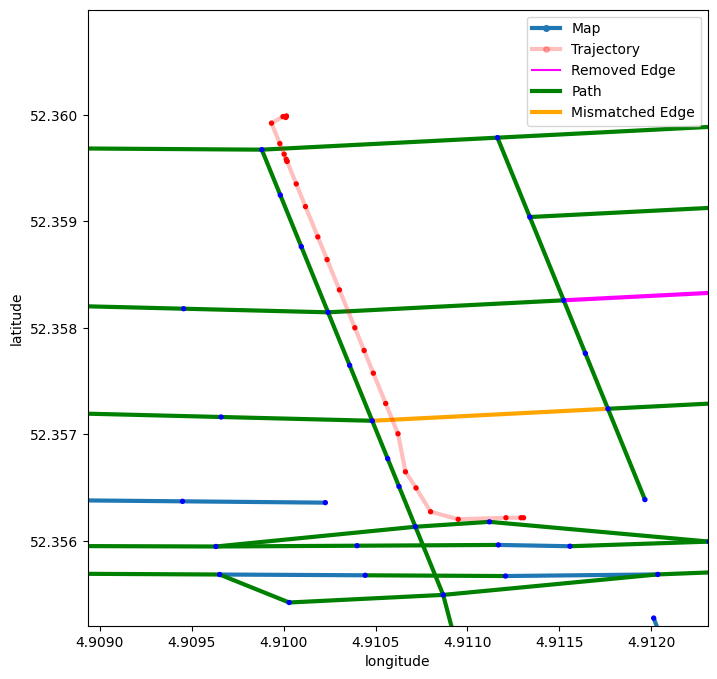 Map
Trajectory
Removed Edge
Path
Mismatched Edge
52.360
52.359
52.358
52.357
52.356
latitude
4.9090 4.9095 4.9100 4.9105 4.9110 4.9115 4.9120
longitude